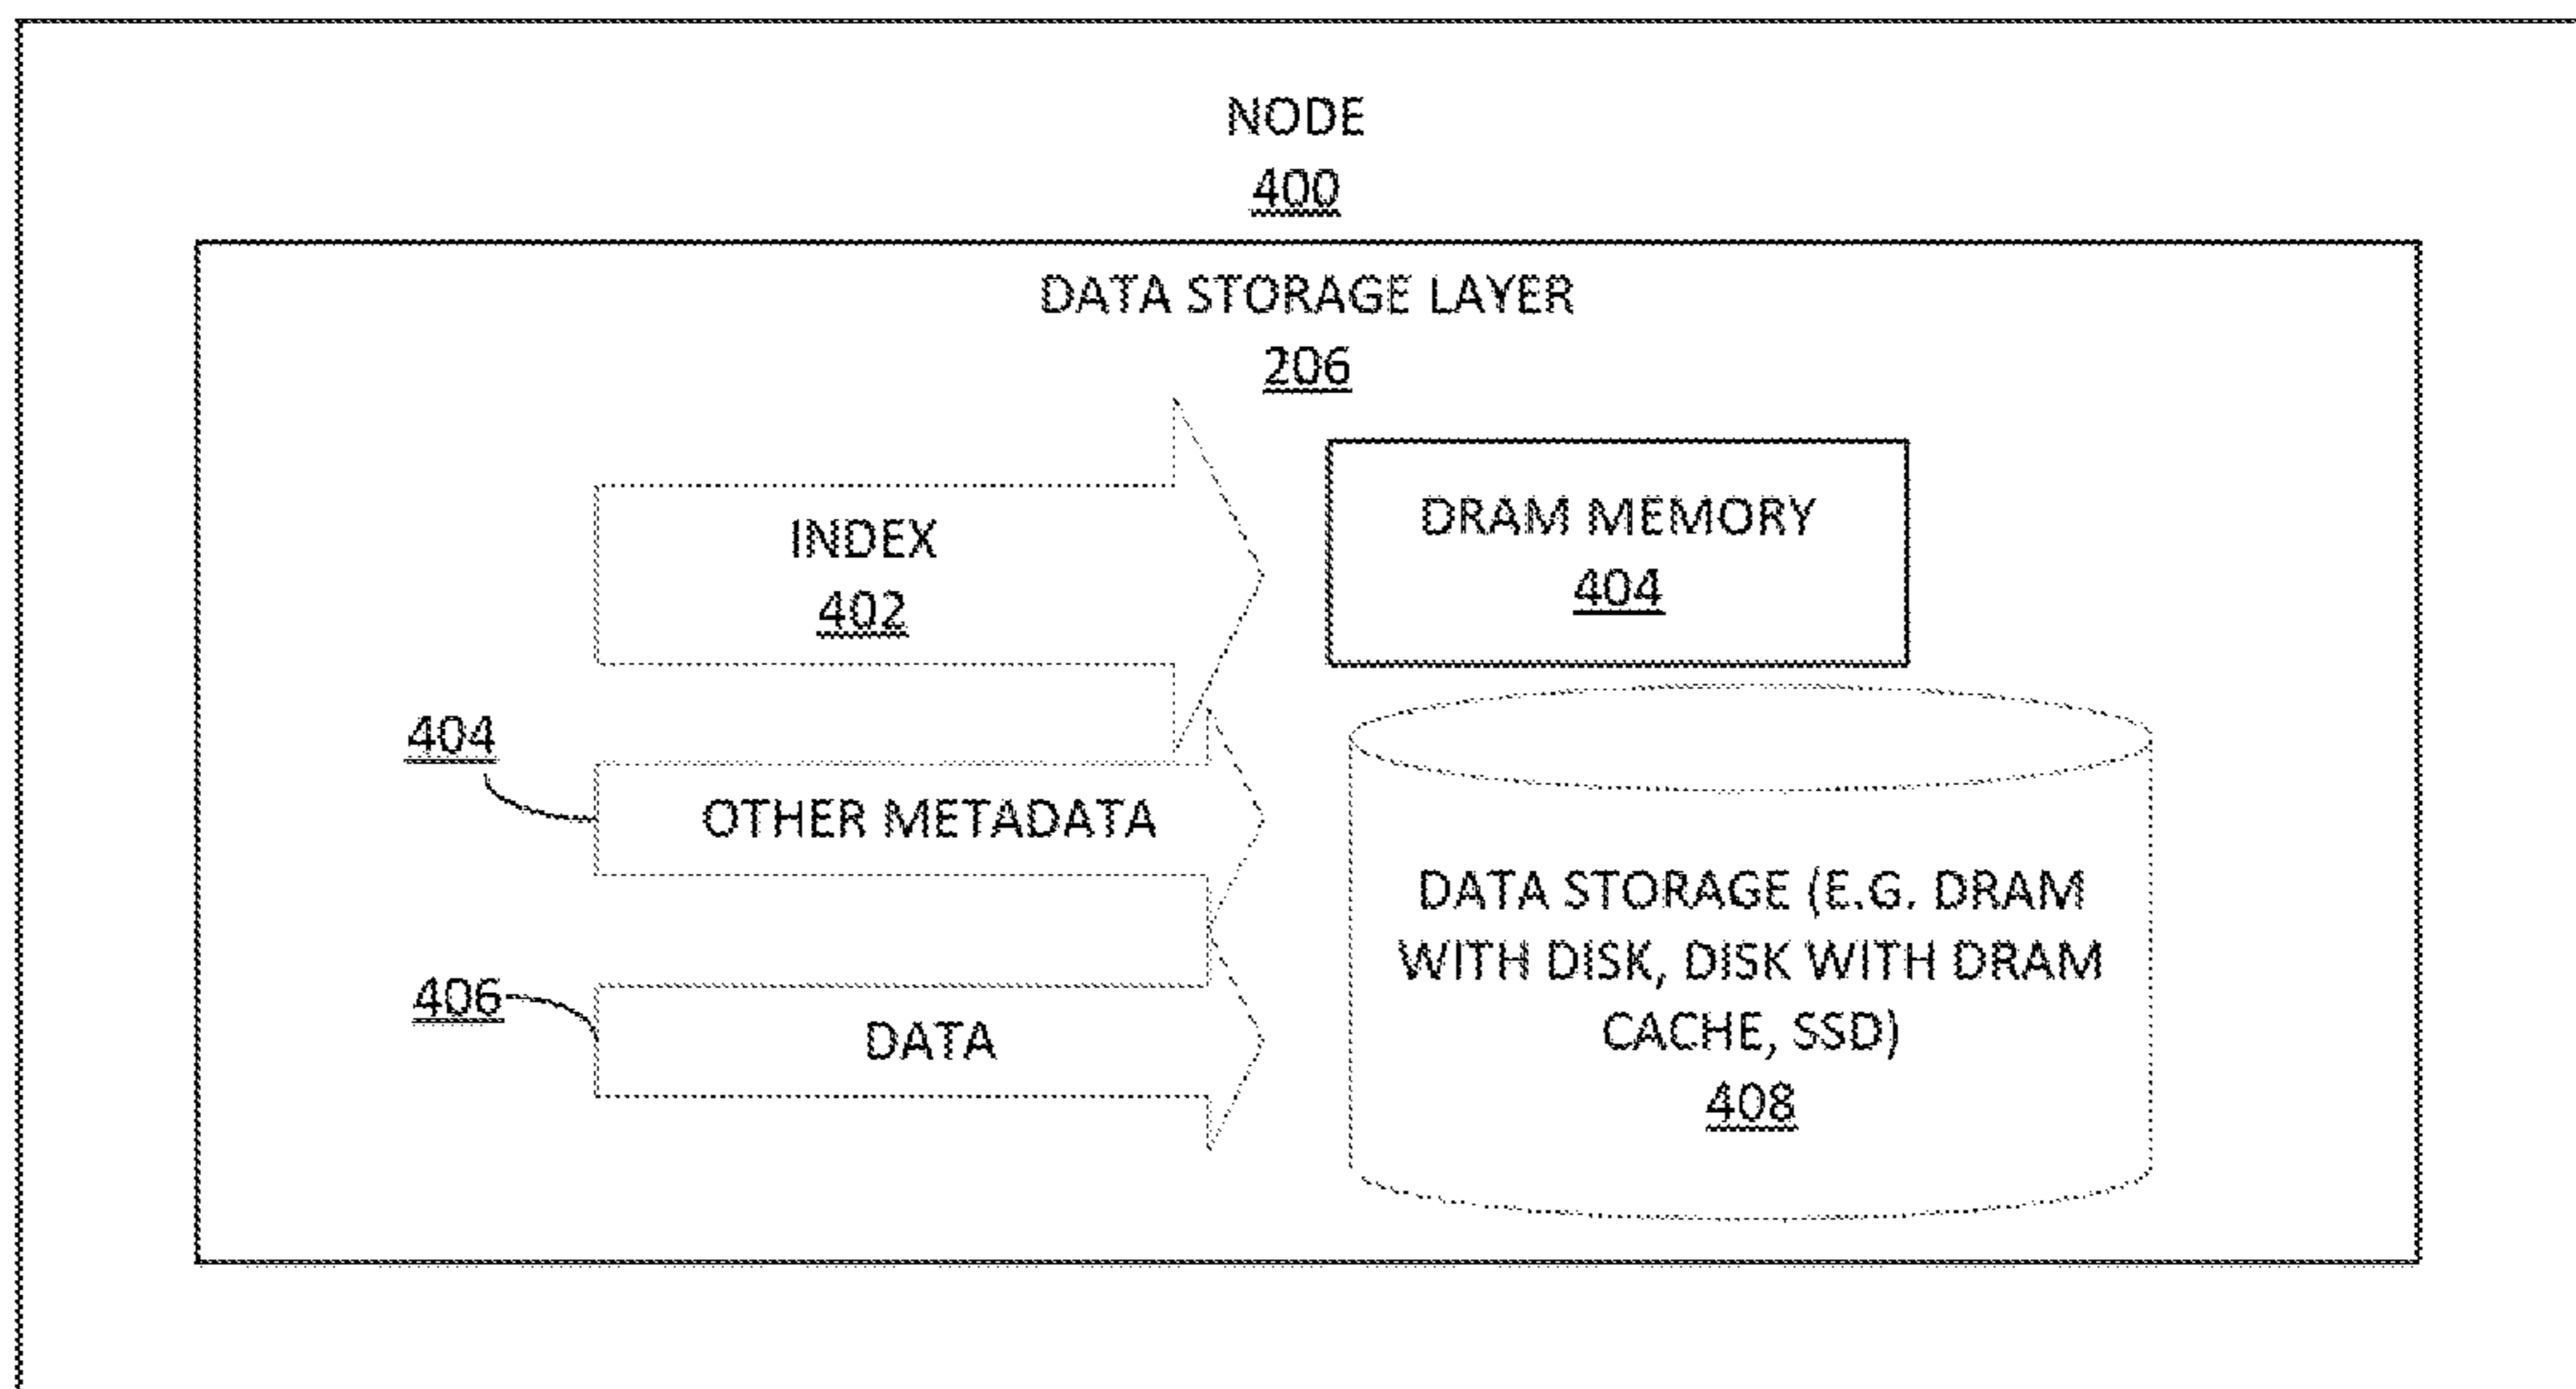 NODE
400
DATA STORAGE LAYER
206
INDEX
402
DRAM MEMORY
404
404
OTHER METADATA
406
DATA
DATA STORAGE (E.G. DRAM
WITH DISK, DISK WITH DRAM
CACHE, SSD)
408